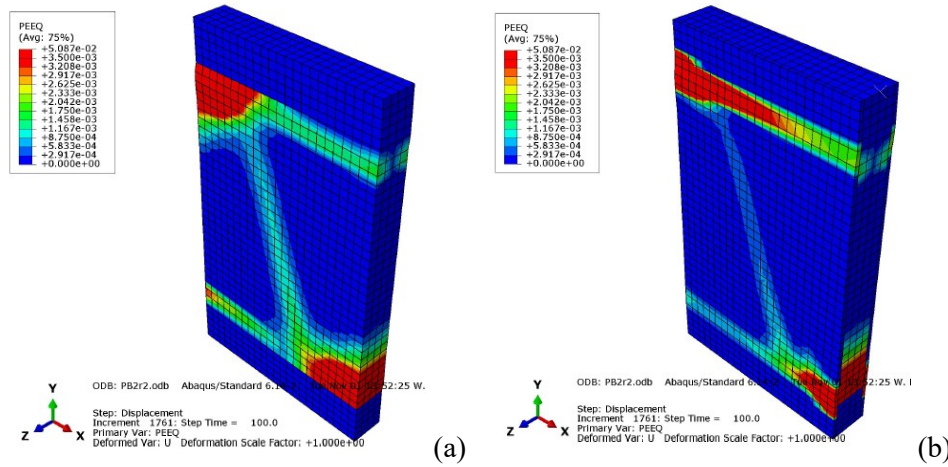 PEEQ
(Avg: 75%)
+5.087e-02
+3.500e-03
+3.208e-03
+2.917e-03
+2.625e-03
+2.333e-03
+2.042e-03
+1.750e-03
+1.458e-03
+1.167e-03
+8.750e-04
+5.833e-04
+2.917e-04
+0.000e+00
Y
Z
X
ODB: PB2r2.odb Abaqus/Standard 52:25 W.
Step: Displacement
Increment 1761: Step Time = 100.0
Primary Var: PEEQ
Deformed Var: U Deformation Scale Factor: +1.000e+00
(a)
PEEQ
(Avg: 75%)
+5.087e-02
+3.500e-03
+3.208e-03
+2.917e-03
+2.625e-03
+2.333e-03
+2.042e-03
+1.750e-03
+1.458e-03
+1.167e-03
+8.750e-04
+5.833e-04
+2.917e-04
+0.000e+00
Y
Z
X
ODB: PB2r2.odb Abaqus/Standard 52:25 W. I
Step: Displacement
Increment 1761: Step Time = 100.0
Primary Var: PEEQ
Deformed Var: U Deformation Scale Factor: +1.000e+00
(b)